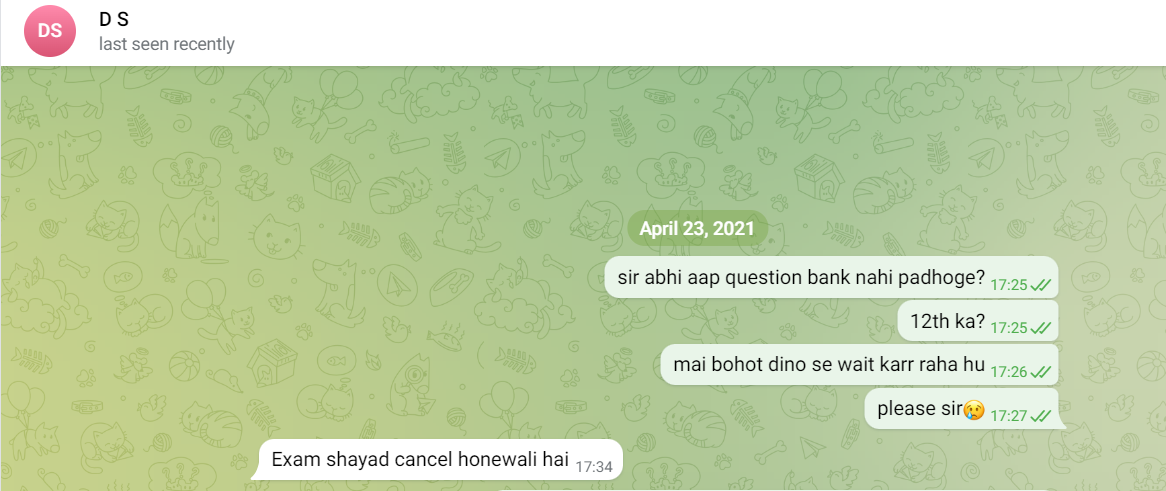 DS
D S
last seen recently
April 23, 2021
sir abhi aap question bank nahi padhoge? 17:25
12th ka? 17:25
mai bohot dino se wait karr raha hu 17:26
please sir😢 17:27
Exam shayad cancel honewali hai 17:34